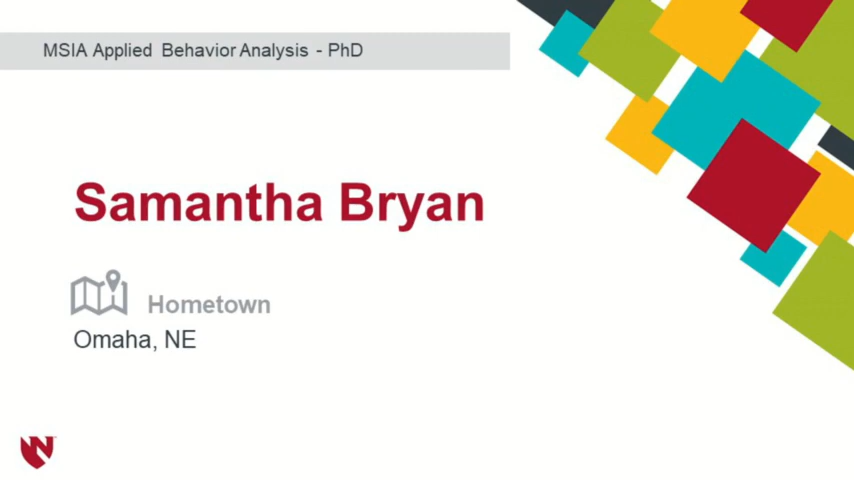 MSIA Applied Behavior Analysis - PhD
Samantha Bryan
Hometown
Omaha, NE